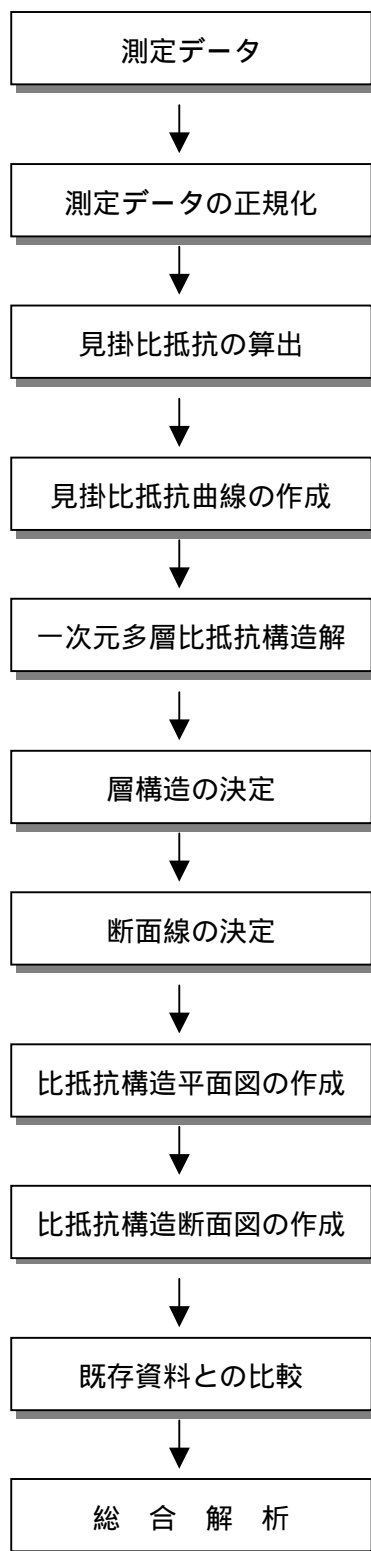 測定データ
測定データの正規化
見掛比抵抗の算出
見掛比抵抗曲線の作成
一次元多層比抵抗構造解
層構造の決定
断面線の決定
比抵抗構造平面図の作成
比抵抗構造断面図の作成
既存資料との比較
総　合　解　析